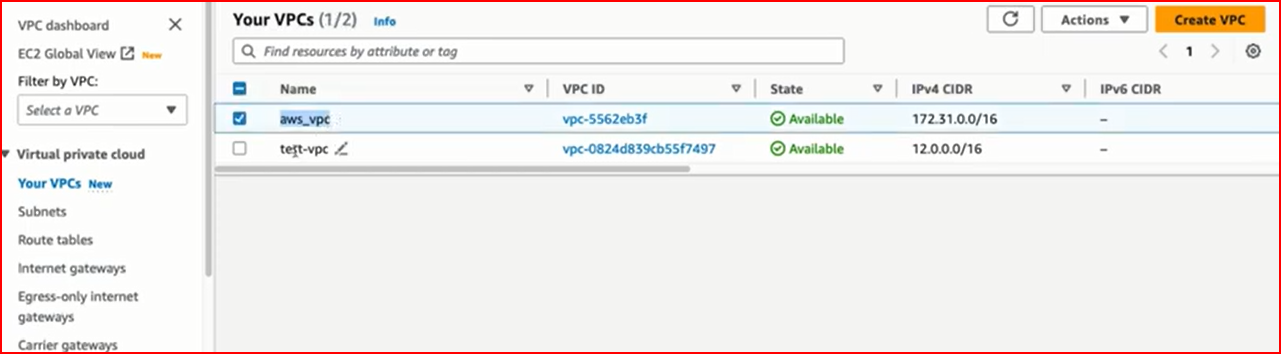 VPC dashboard
EC2 Global View New
Filter by VPC:
Select a VPC
Virtual private cloud
Your VPCs New
Subnets
Route tables
Internet gateways
Egress-only internet
gateways
Carrier gateways
Your VPCs (1/2) Info
Actions
Create VPC
Find resources by attribute or tag
1
Name VPC ID State IPv4 CIDR IPv6 CIDR
aws_vpc vpc-5562eb3f Available 172.31.0.0/16 –
test-vpc vpc-0824d839cb55f7497 Available 12.0.0.0/16 –